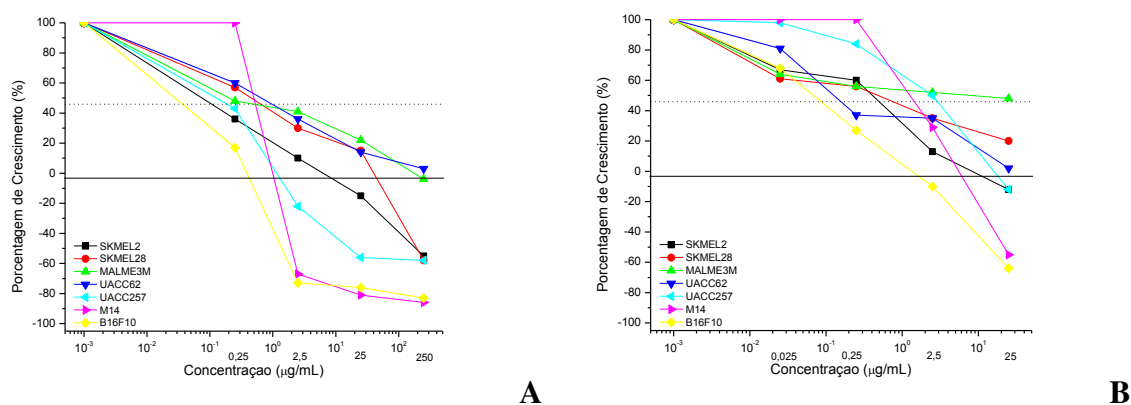 100
80
60
40
20
0
-20
-40
-60
-80
-100
Porcentagem de Crescimento (%)
SKMEL2
SKMEL28
MALME3M
UACC62
UACC257
M14
B16F10
10-3 10-2 10-1 100 101 102
0,25 2,5 25 250
Concentraçao (μg/mL)
A
100
80
60
40
20
0
-20
-40
-60
-80
-100
Porcentagem de Crescimento (%)
SKMEL2
SKMEL28
MALME3M
UACC62
UACC257
M14
B16F10
10-3 10-2 10-1 100 101
0,025 0,25 2,5 25
Concentraçao (μg/mL)
B